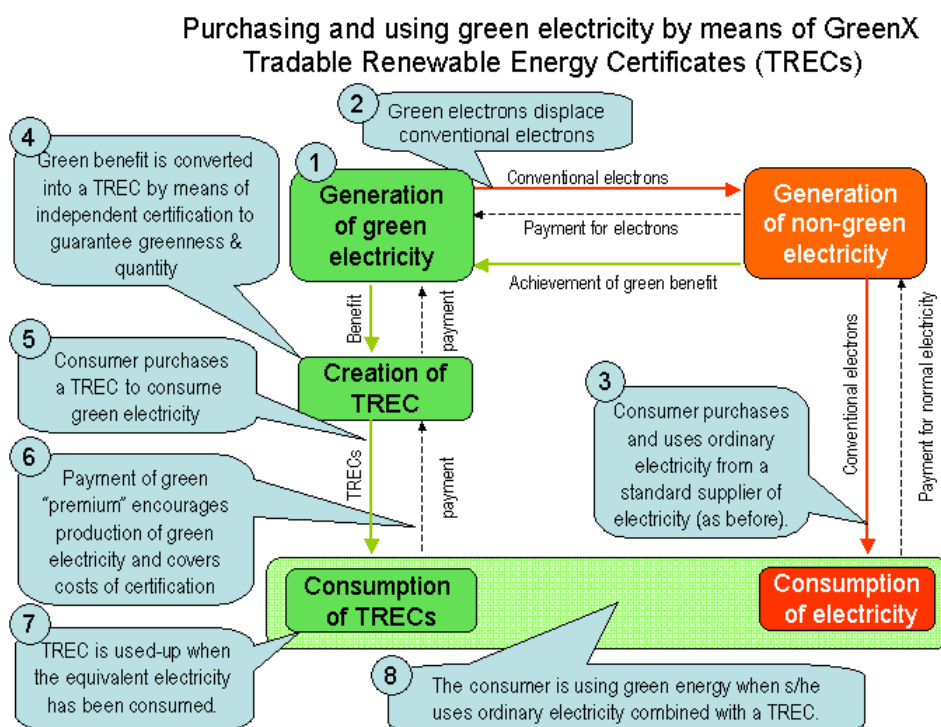 Purchasing and using green electricity by means of GreenX
Tradable Renewable Energy Certificates (TRECs)
2
Green electrons displace
conventional electrons
4
Green benefit is converted
into a TREC by means of
independent certification to
guarantee greenness &
quantity
1
Generation
of green
electricity
Conventional electrons
Payment for electrons
Achievement of green benefit
Generation
of non-green
electricity
Benefit
payment
5
Consumer purchases
a TREC to consume
green electricity
Creation of
TREC
3
Consumer purchases
and uses ordinary
electricity from a
standard supplier of
electricity (as before).
Conventional electrons
Payment for normal electricity
6
Payment of green
“premium” encourages
production of green
electricity and covers
costs of certification
TRECs
payment
Consumption
of TRECs
Consumption
of electricity
7
TREC is used-up when
the equivalent electricity
has been consumed.
8
The consumer is using green energy when s/he
uses ordinary electricity combined with a TREC.